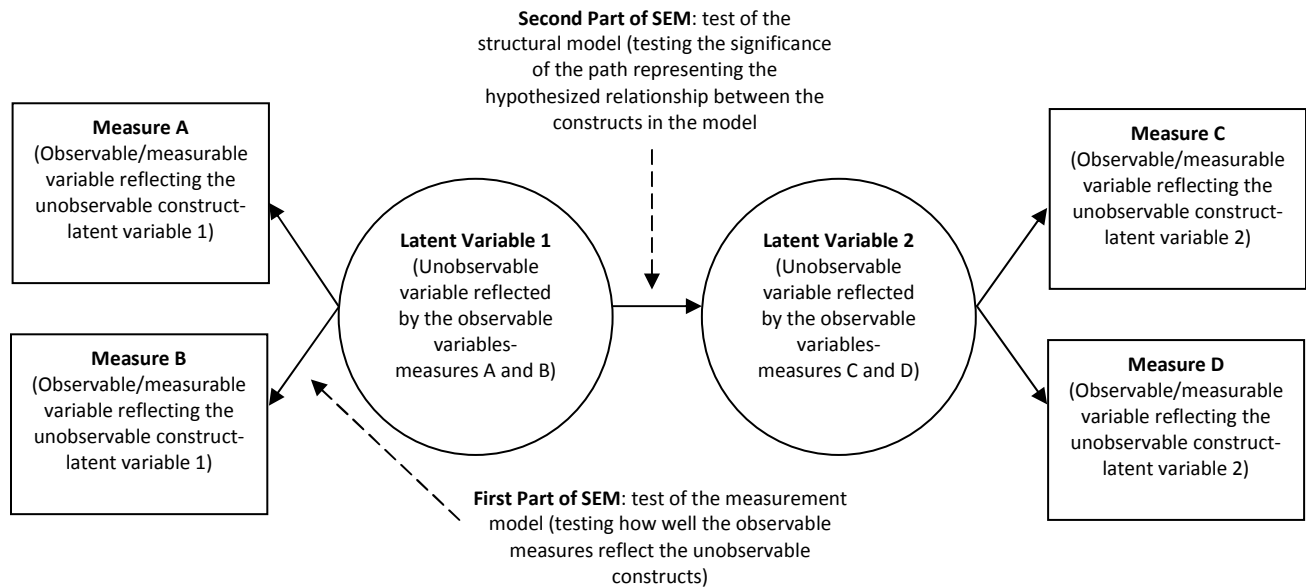 Second Part of SEM: test of the
structural model (testing the significance
of the path representing the
hypothesized relationship between the
constructs in the model
Measure A
(Observable/measurable
variable reflecting the
unobservable construct-
latent variable 1)
Measure B
(Observable/measurable
variable reflecting the
unobservable construct-
latent variable 1)
Latent Variable 1
(Unobservable
variable reflected
by the observable
variables-
measures A and B)
Latent Variable 2
(Unobservable
variable reflected
by the observable
variables-
measures C and D)
Measure C
(Observable/measurable
variable reflecting the
unobservable construct-
latent variable 2)
Measure D
(Observable/measurable
variable reflecting the
unobservable construct-
latent variable 2)
First Part of SEM: test of the measurement
model (testing how well the observable
measures reflect the unobservable
constructs)